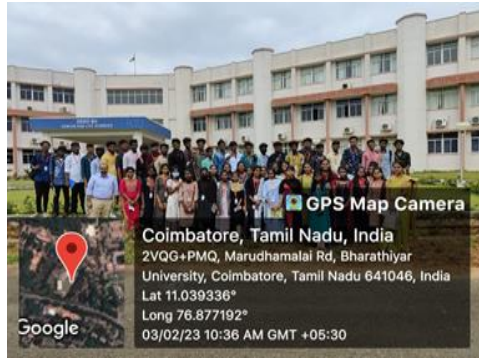 GPS Map Camera
Coimbatore, Tamil Nadu, India
2VQG+PMQ, Marudhamalai Rd, Bharathiyar
University, Coimbatore, Tamil Nadu 641046, India
Lat 11.039336°
Long 76.877192°
03/02/23 10:36 AM GMT +05:30
Google